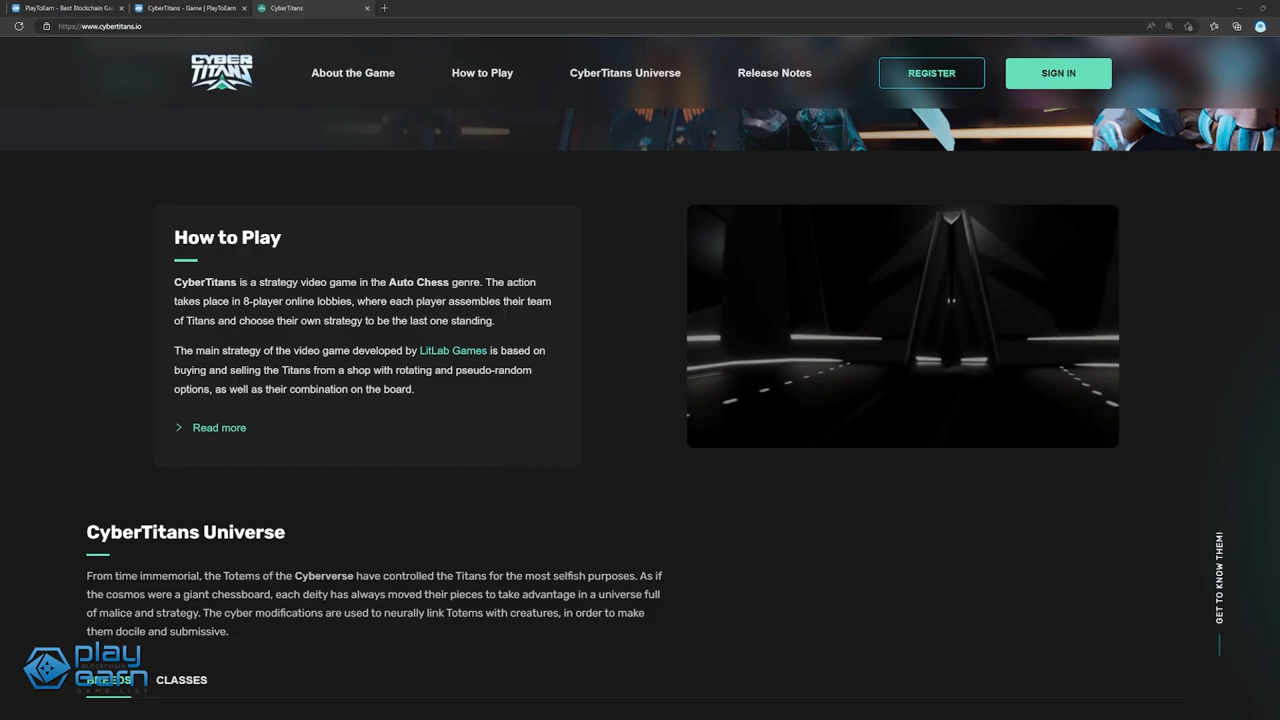 PlayToEarn - Best Blockchain Ga
CyberTitans - Game | PlayToEarn
CyberTitans
https://www.cybertitans.io
CYBER
TITANS
About the Game
How to Play
CyberTitans Universe
Release Notes
REGISTER
SIGN IN
How to Play
CyberTitans is a strategy video game in the Auto Chess genre. The action
takes place in 8-player online lobbies, where each player assembles their team
of Titans and choose their own strategy to be the last one standing.
The main strategy of the video game developed by LitLab Games is based on
buying and selling the Titans from a shop with rotating and pseudo-random
options, as well as their combination on the board.
Read more
CyberTitans Universe
From time immemorial, the Totems of the Cyberverse have controlled the Titans for the most selfish purposes. As if
the cosmos were a giant chessboard, each deity has always moved their pieces to take advantage in a universe full
of malice and strategy. The cyber modifications are used to neurally link Totems with creatures, in order to make
them docile and submissive.
GET TO KNOW THEM!
BREEDS
CLASSES
play
BLOCKCHAIN
earn
GAME LIST